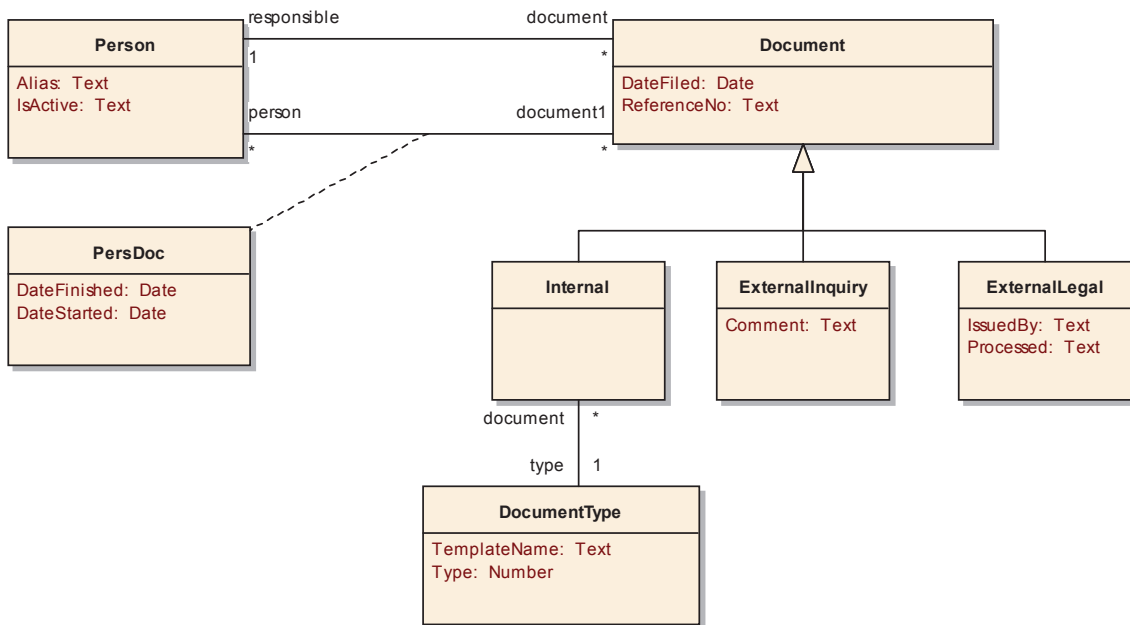 responsible
document
Person
Document
1
*
Alias: Text
IsActive: Text
DateFiled: Date
ReferenceNo: Text
person
document1
*
*
PersDoc
DateFinished: Date
DateStarted: Date
Internal
ExternalInquiry
ExternalLegal
Comment: Text
IssuedBy: Text
Processed: Text
document
*
type
1
DocumentType
TemplateName: Text
Type: Number